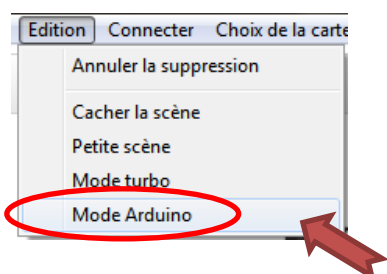 Edition Connecter Choix de la carte
Annuler la suppression
Cacher la scène
Petite scène
Mode turbo
Mode Arduino